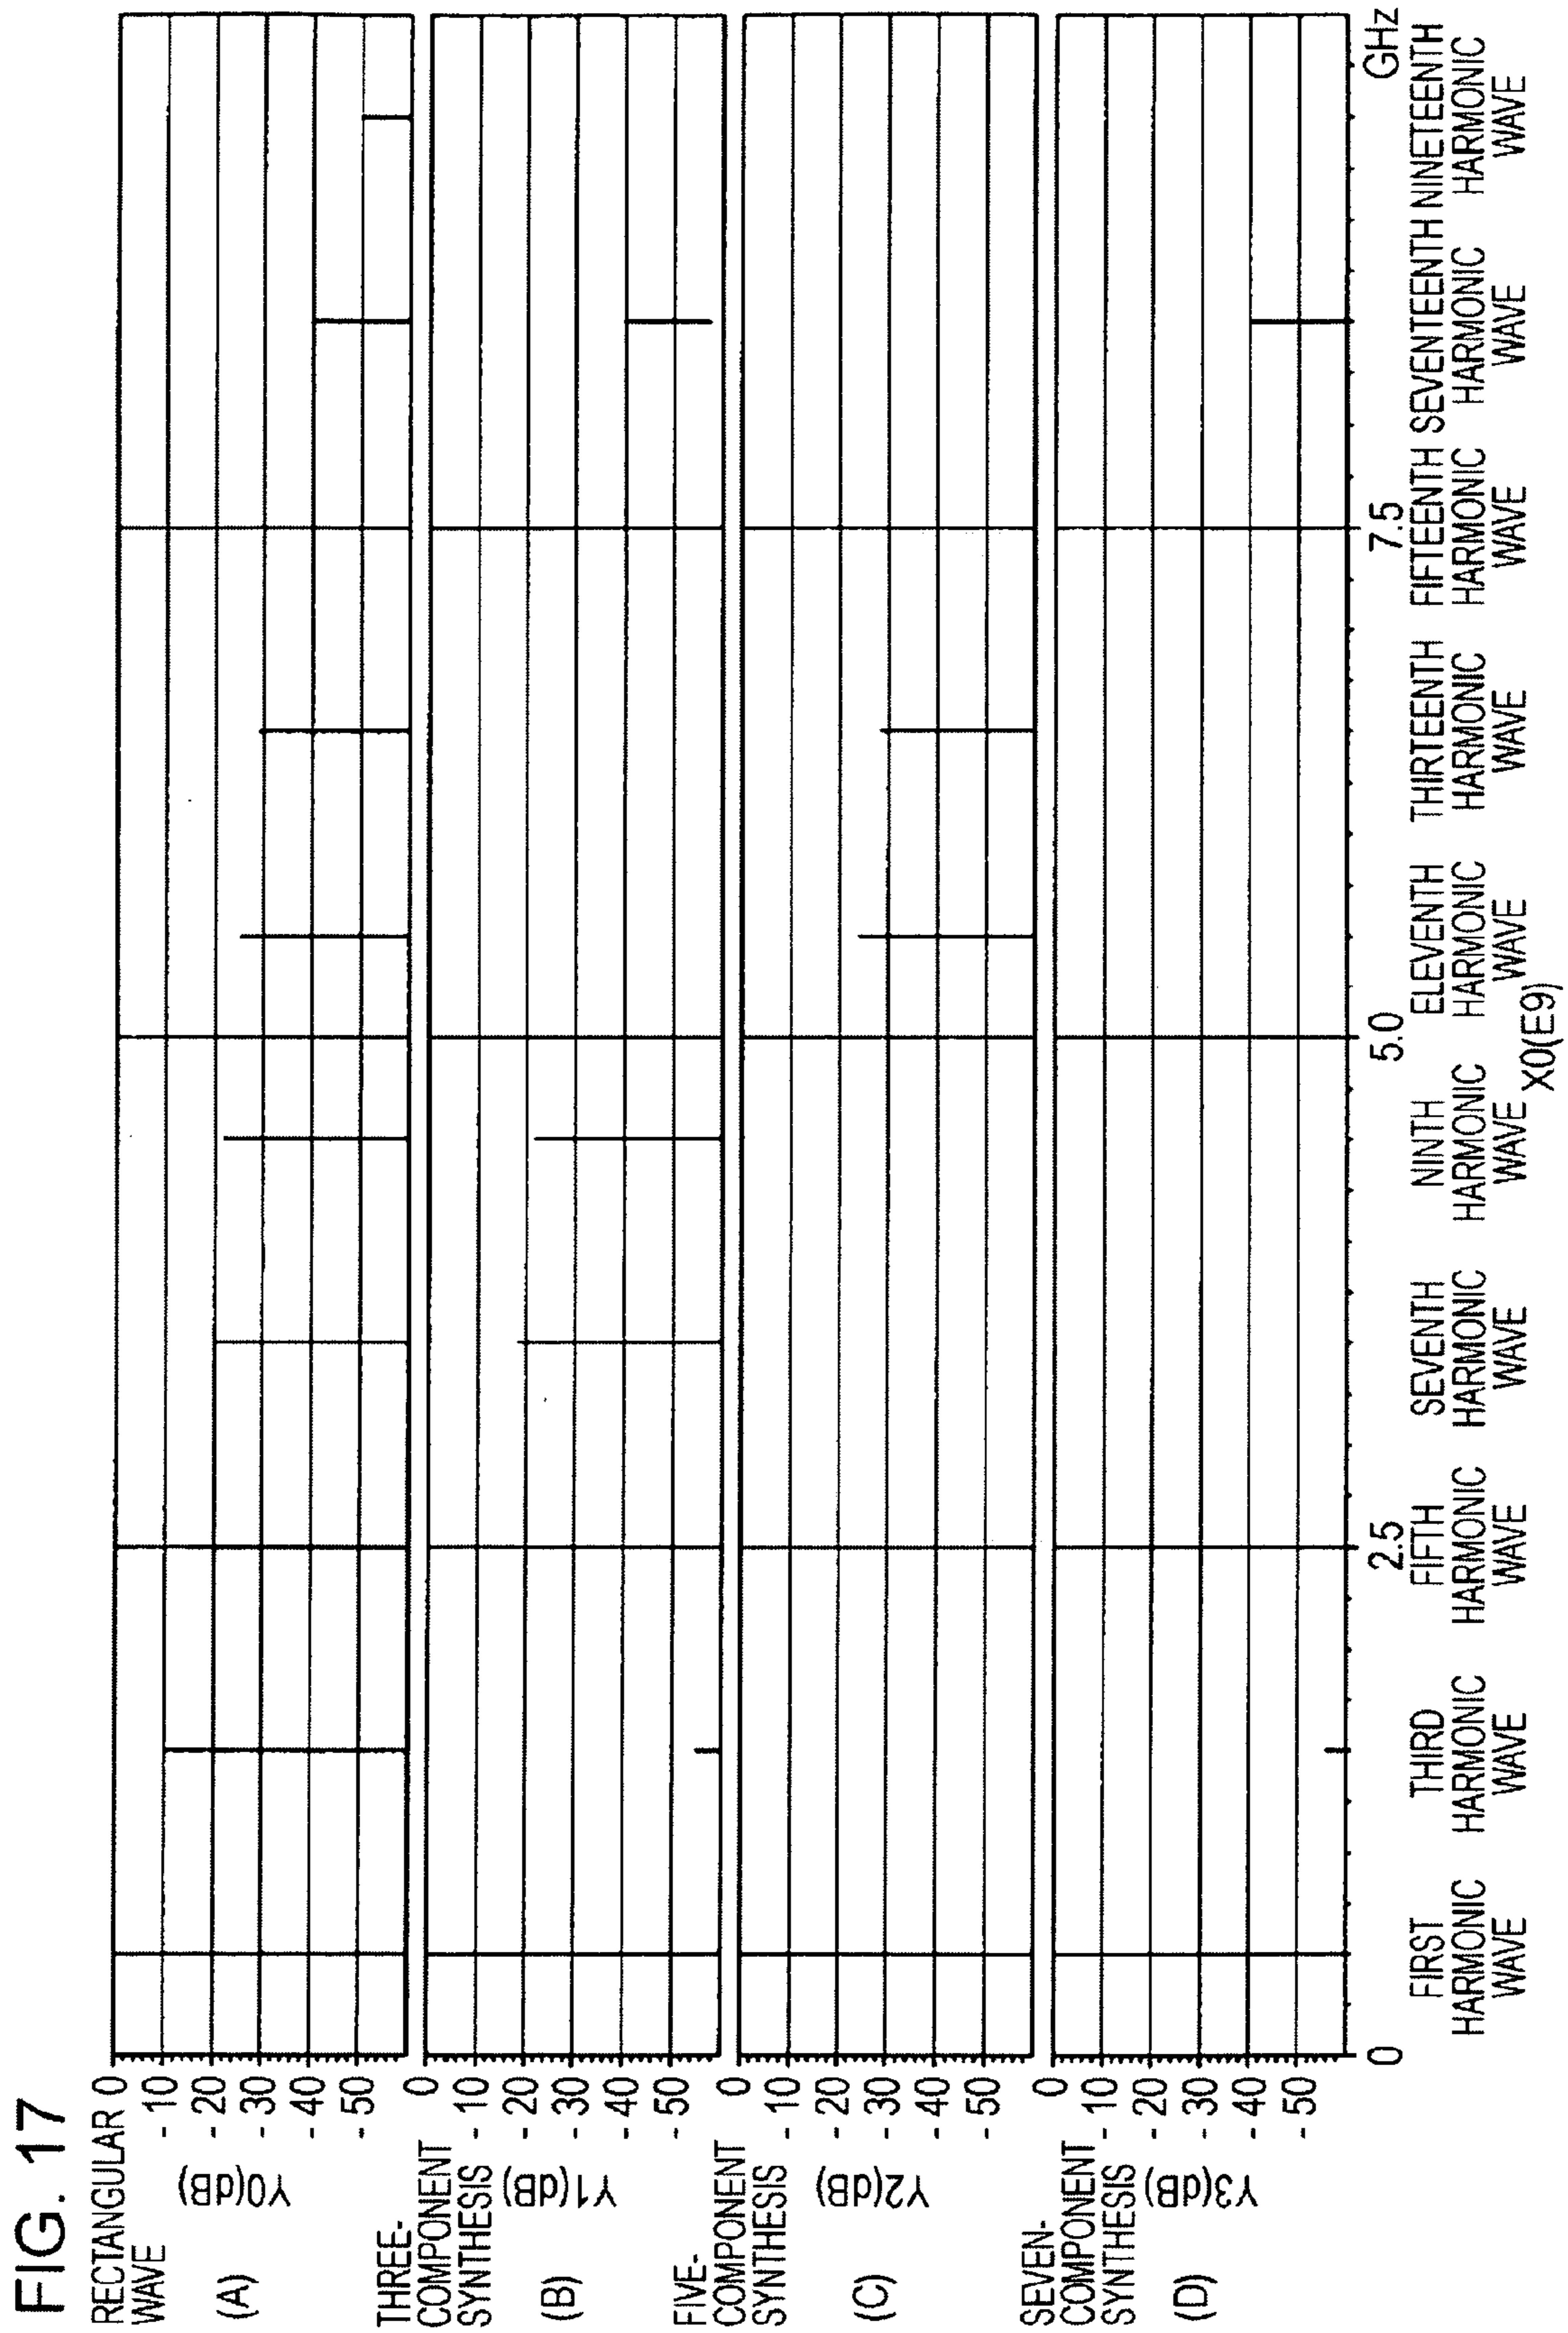 FIG. 17
RECTANGULAR
WAVE
(A)
Y0(dB)
0
- 10
- 20
- 30
- 40
- 50
THREE-
COMPONENT
SYNTHESIS
(B)
Y1(dB)
0
- 10
- 20
- 30
- 40
- 50
FIVE-
COMPONENT
SYNTHESIS
(C)
Y2(dB)
0
- 10
- 20
- 30
- 40
- 50
SEVEN-
COMPONENT
SYNTHESIS
(D)
Y3(dB)
0
- 10
- 20
- 30
- 40
- 50
0 2.5 5.0 7.5 GHz
FIRST
HARMONIC
WAVE
THIRD
HARMONIC
WAVE
FIFTH
HARMONIC
WAVE
SEVENTH
HARMONIC
WAVE
NINTH
HARMONIC
WAVE
ELEVENTH
HARMONIC
WAVE
THIRTEENTH
HARMONIC
WAVE
FIFTEENTH
HARMONIC
WAVE
SEVENTEENTH
HARMONIC
WAVE
NINETEENTH
HARMONIC
WAVE
X0(E9)